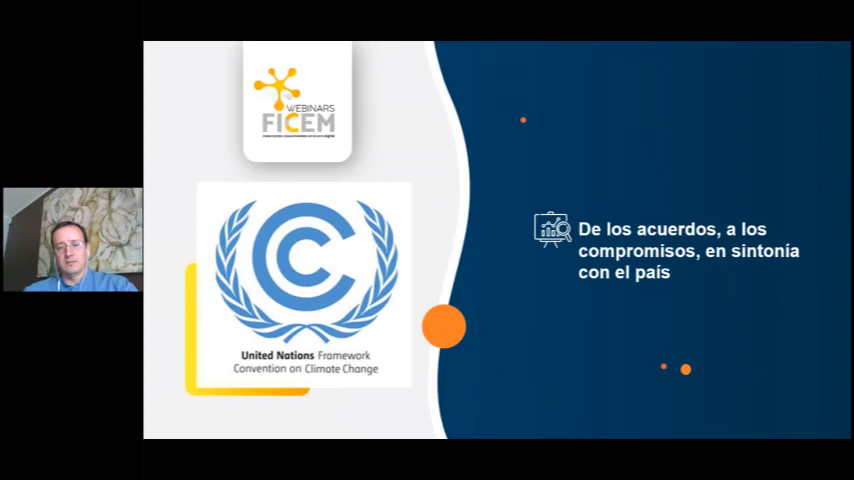 WEBINARS
FICEM
United Nations Framework
Convention on Climate Change
De los acuerdos, a los
compromisos, en sintonía
con el país